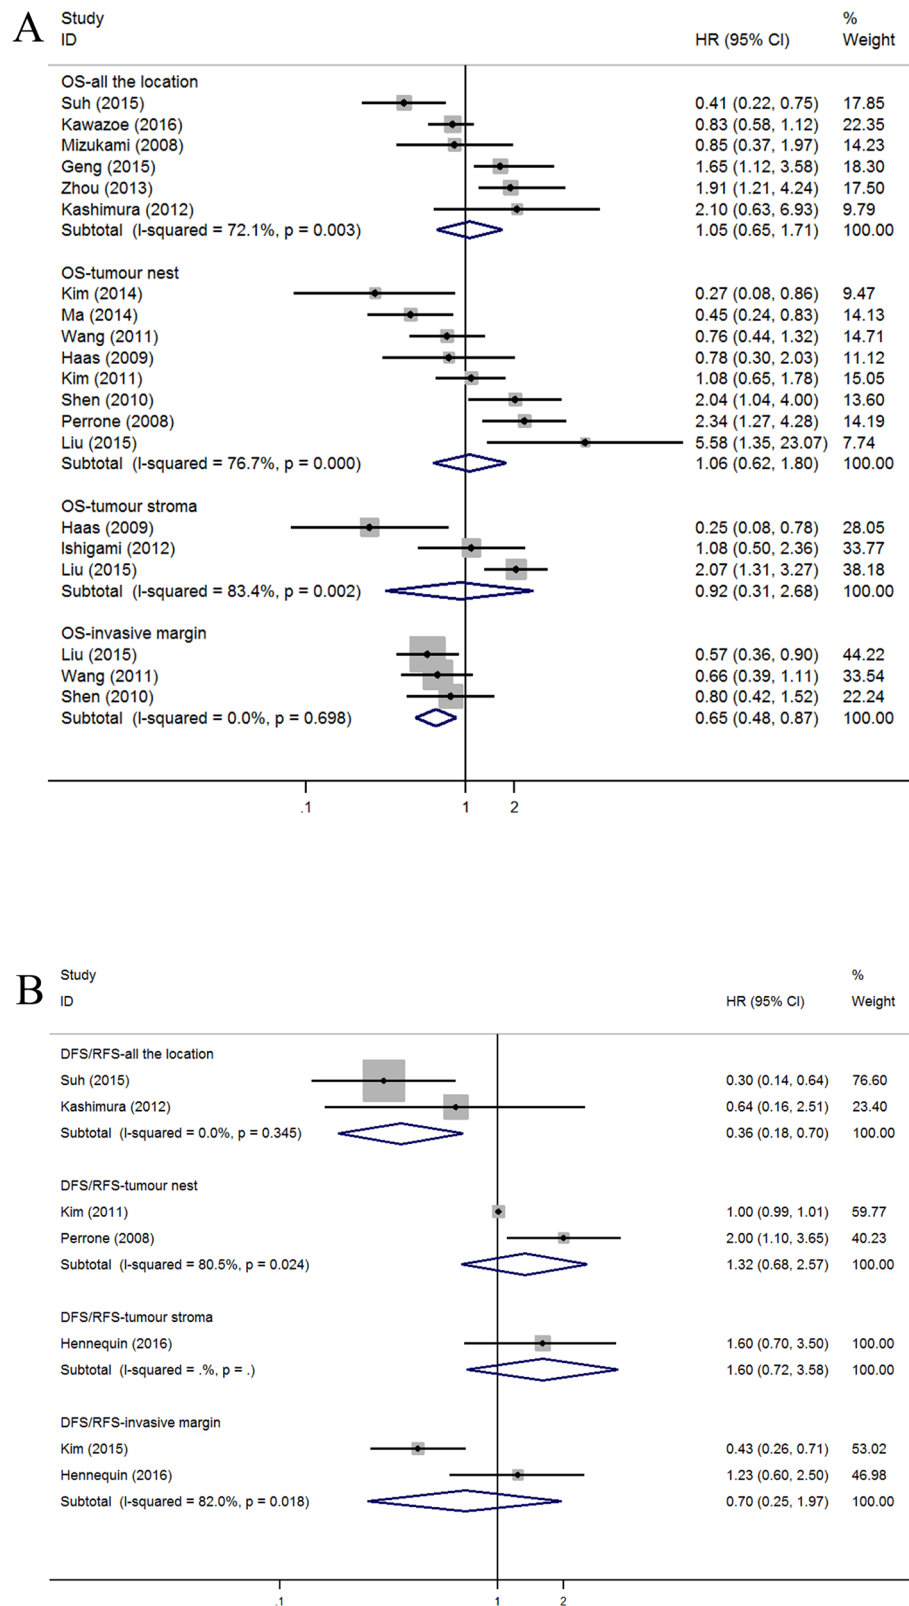 A
Study %
ID HR (95% CI) Weight
OS-all the location
Suh (2015) 0.41 (0.22, 0.75) 17.85
Kawazoe (2016) 0.83 (0.58, 1.12) 22.35
Mizukami (2008) 0.85 (0.37, 1.97) 14.23
Geng (2015) 1.65 (1.12, 3.58) 18.30
Zhou (2013) 1.91 (1.21, 4.24) 17.50
Kashimura (2012) 2.10 (0.63, 6.93) 9.79
Subtotal (I-squared = 72.1%, p = 0.003) 1.05 (0.65, 1.71) 100.00
OS-tumour nest
Kim (2014) 0.27 (0.08, 0.86) 9.47
Ma (2014) 0.45 (0.24, 0.83) 14.13
Wang (2011) 0.76 (0.44, 1.32) 14.71
Haas (2009) 0.78 (0.30, 2.03) 11.12
Kim (2011) 1.08 (0.65, 1.78) 15.05
Shen (2010) 2.04 (1.04, 4.00) 13.60
Perrone (2008) 2.34 (1.27, 4.28) 14.19
Liu (2015) 5.58 (1.35, 23.07) 7.74
Subtotal (I-squared = 76.7%, p = 0.000) 1.06 (0.62, 1.80) 100.00
OS-tumour stroma
Haas (2009) 0.25 (0.08, 0.78) 28.05
Ishigami (2012) 1.08 (0.50, 2.36) 33.77
Liu (2015) 2.07 (1.31, 3.27) 38.18
Subtotal (I-squared = 83.4%, p = 0.002) 0.92 (0.31, 2.68) 100.00
OS-invasive margin
Liu (2015) 0.57 (0.36, 0.90) 44.22
Wang (2011) 0.66 (0.39, 1.11) 33.54
Shen (2010) 0.80 (0.42, 1.52) 22.24
Subtotal (I-squared = 0.0%, p = 0.698) 0.65 (0.48, 0.87) 100.00
.1 1 2
B
Study %
ID HR (95% CI) Weight
DFS/RFS-all the location
Suh (2015) 0.30 (0.14, 0.64) 76.60
Kashimura (2012) 0.64 (0.16, 2.51) 23.40
Subtotal (I-squared = 0.0%, p = 0.345) 0.36 (0.18, 0.70) 100.00
DFS/RFS-tumour nest
Kim (2011) 1.00 (0.99, 1.01) 59.77
Perrone (2008) 2.00 (1.10, 3.65) 40.23
Subtotal (I-squared = 80.5%, p = 0.024) 1.32 (0.68, 2.57) 100.00
DFS/RFS-tumour stroma
Hennequin (2016) 1.60 (0.70, 3.50) 100.00
Subtotal (I-squared = .%, p = .) 1.60 (0.72, 3.58) 100.00
DFS/RFS-invasive margin
Kim (2015) 0.43 (0.26, 0.71) 53.02
Hennequin (2016) 1.23 (0.60, 2.50) 46.98
Subtotal (I-squared = 82.0%, p = 0.018) 0.70 (0.25, 1.97) 100.00
.1 1 2